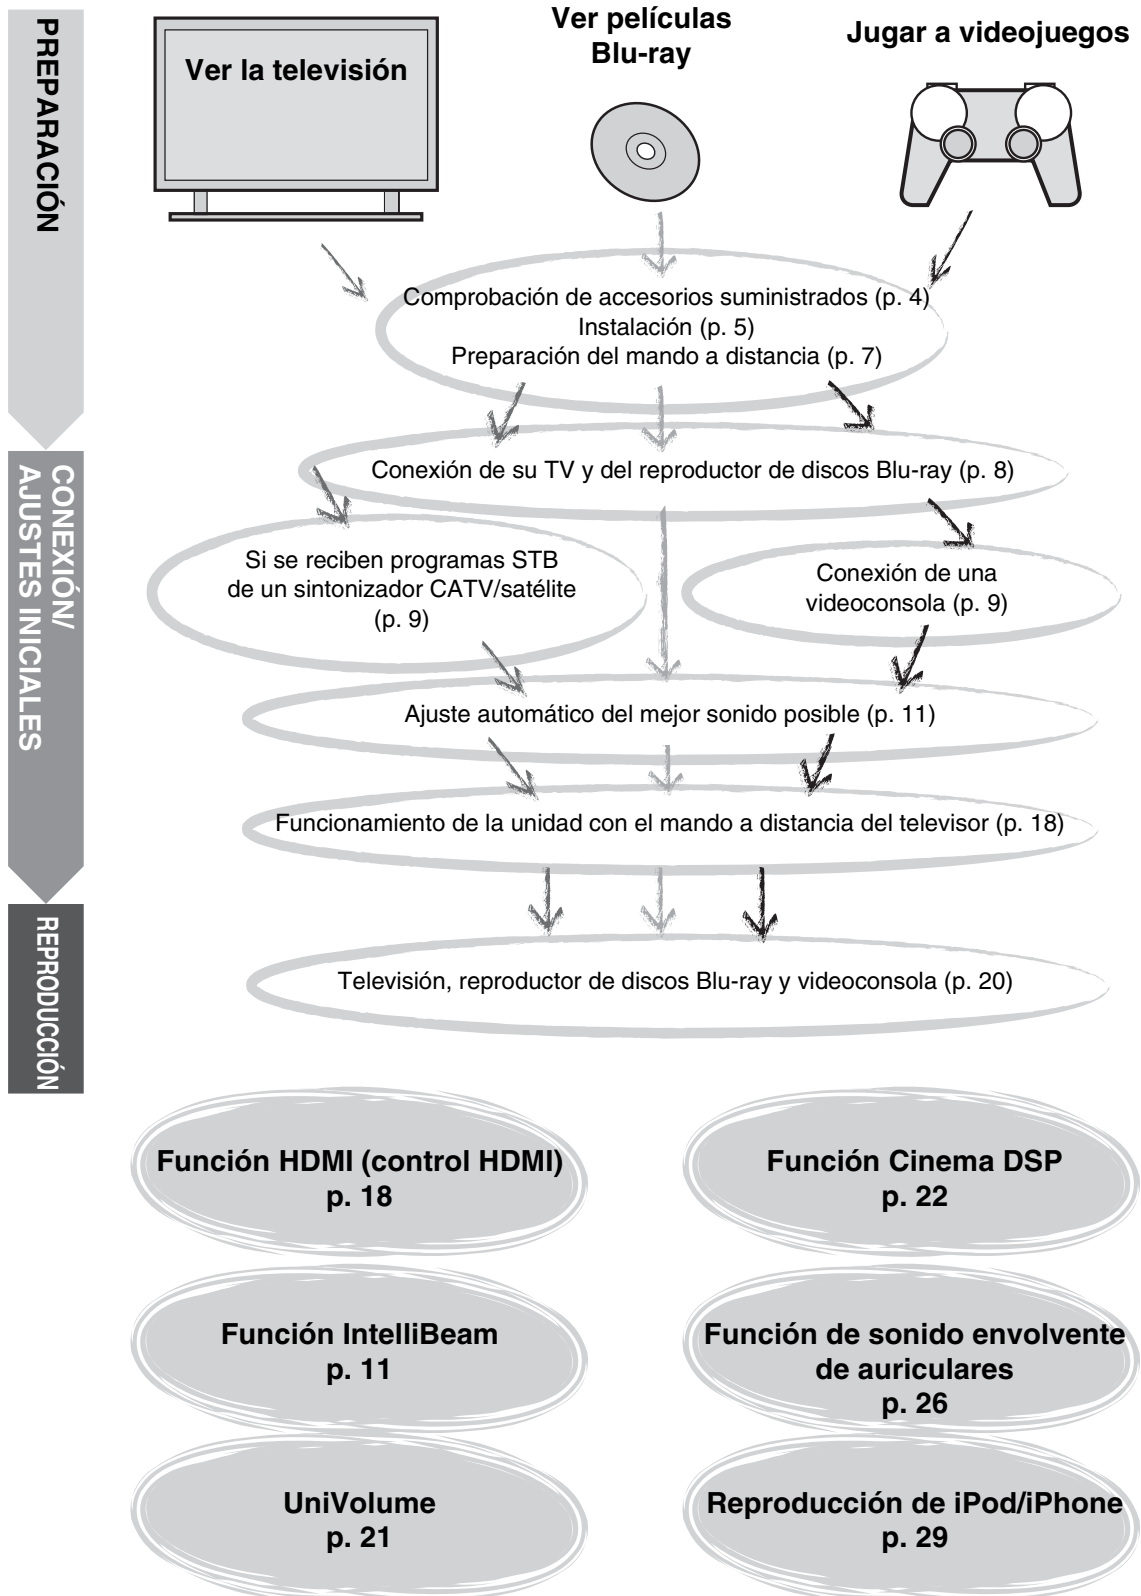 PREPARACIÓN
Ver la televisión
Ver películas
Blu-ray
Jugar a videojuegos
Comprobación de accesorios suministrados (p. 4)
Instalación (p. 5)
Preparación del mando a distancia (p. 7)
CONEXIÓN/
AJUSTES INICIALES
Conexión de su TV y del reproductor de discos Blu-ray (p. 8)
Si se reciben programas STB
de un sintonizador CATV/satélite
(p. 9)
Conexión de una
videoconsola (p. 9)
Ajuste automático del mejor sonido posible (p. 11)
Funcionamiento de la unidad con el mando a distancia del televisor (p. 18)
REPRODUCCIÓN
Televisión, reproductor de discos Blu-ray y videoconsola (p. 20)
Función HDMI (control HDMI)
p. 18
Función Cinema DSP
p. 22
Función IntelliBeam
p. 11
Función de sonido envolvente
de auriculares
p. 26
UniVolume
p. 21
Reproducción de iPod/iPhone
p. 29